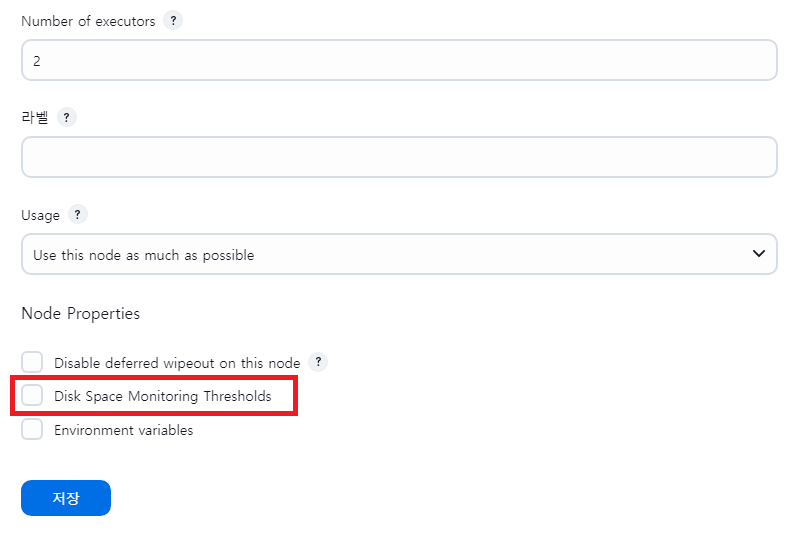 Number of executors ?
2
라벨 ?
Usage ?
Use this node as much as possible
Node Properties
Disable deferred wipeout on this node ?
Disk Space Monitoring Thresholds
Environment variables
저장